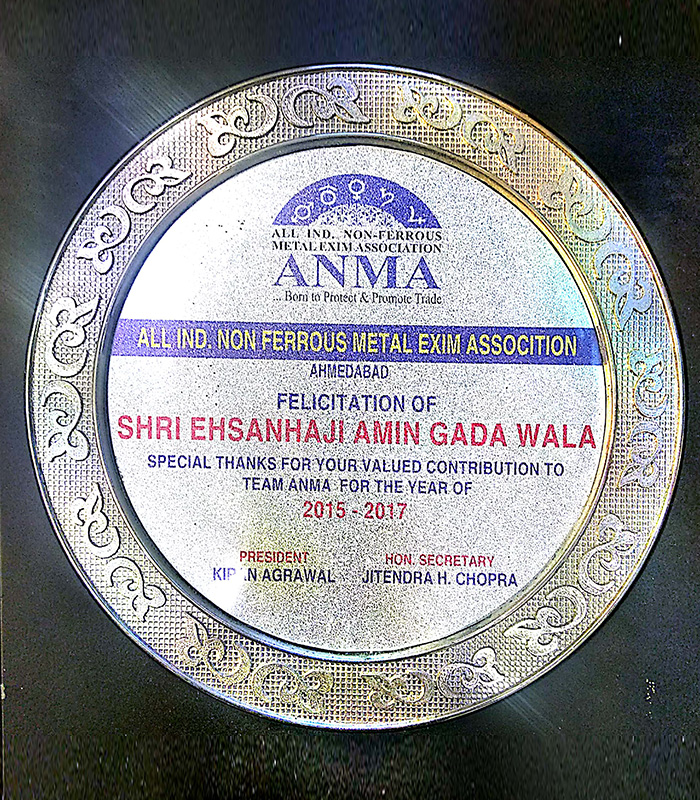 ALL IND. NON-FERROUS
METAL EXIM ASSOCIATION
ANMA
... Born to Protect & Promote Trade
ALL IND. NON FERROUS METAL EXIM ASSOCITION
AHMEDABAD
FELICITATION OF
SHRI EHSANHAJI AMIN GADA WALA
SPECIAL THANKS FOR YOUR VALUED CONTRIBUTION TO
TEAM ANMA FOR THE YEAR OF
2015 - 2017
PRESIDENT HON. SECRETARY
AGRAWAL JITENDRA H. CHOPRA